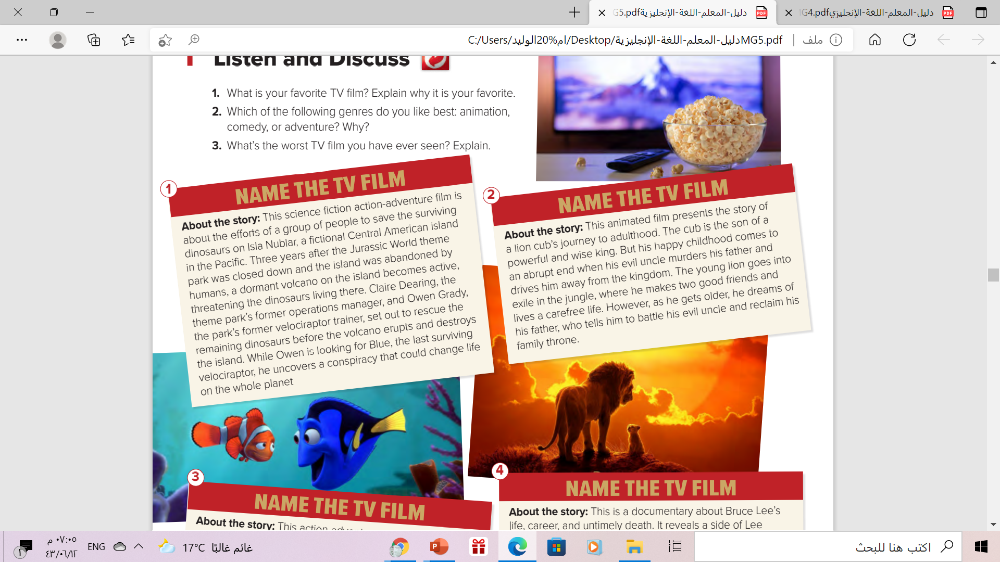 دليل-المعلم-اللغة-الإنجليزيةG5.pdf
دليل-المعلم-اللغة-الإنجليزي1G4.pdf
C:/Users/ام%20الوليد/Desktop/دليل-المعلم-اللغة-الإنجليزيةMG5.pdf
ملف
1 Listen and Discuss
1. What is your favorite TV film? Explain why it is your favorite.
2. Which of the following genres do you like best: animation,
comedy, or adventure? Why?
3. What's the worst TV film you have ever seen? Explain.
1
NAME THE TV FILM
About the story: This science fiction action-adventure film is
about the efforts of a group of people to save the surviving
dinosaurs on Isla Nublar, a fictional Central American island
in the Pacific. Three years after the Jurassic World theme
park was closed down and the island was abandoned by
humans, a dormant volcano on the island becomes active,
threatening the dinosaurs living there. Claire Dearing, the
theme park's former operations manager, and Owen Grady,
the park's former velociraptor trainer, set out to rescue the
remaining dinosaurs before the volcano erupts and destroys
the island. While Owen is looking for Blue, the last surviving
velociraptor, he uncovers a conspiracy that could change life
on the whole planet
2
NAME THE TV FILM
About the story: This animated film presents the story of
a lion cub's journey to adulthood. The cub is the son of a
powerful and wise king. But his happy childhood comes to
an abrupt end when his evil uncle murders his father and
drives him away from the kingdom. The young lion goes into
exile in the jungle, where he makes two good friends and
lives a carefree life. However, as he gets older, he dreams of
his father, who tells him to battle his evil uncle and reclaim his
family throne.
3
NAME THE TV FILM
About the story: This action-
4
NAME THE TV FILM
About the story: This is a documentary about Bruce Lee's
life, career, and untimely death. It reveals a side of Lee
٠٧:٠٥ م
٤٣/٠٦/١٢
ENG
17°C غائم غالبًا
اكتب هنا للبحث